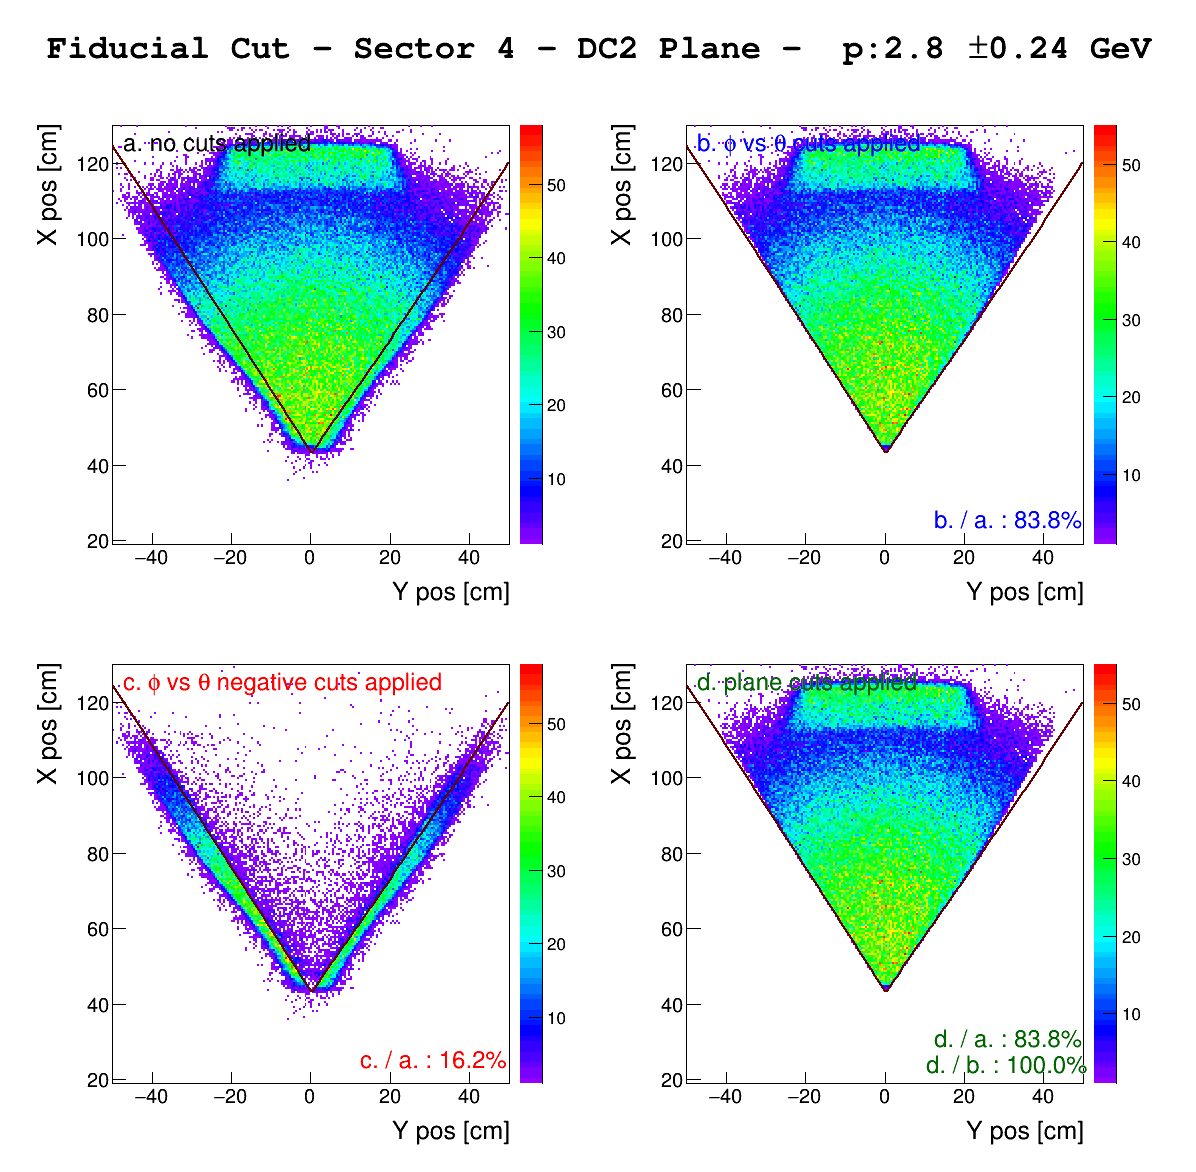 Fiducial Cut – Sector 4 – DC2 Plane –  p:2.8 ±0.24 GeV
a. no cuts applied
X pos [cm]
120
100
80
60
40
20
−40 −20 0 20 40
Y pos [cm]
50
40
30
20
10
b. ϕ vs θ cuts applied
X pos [cm]
120
100
80
60
40
20
b. / a. : 83.8%
−40 −20 0 20 40
Y pos [cm]
50
40
30
20
10
c. ϕ vs θ negative cuts applied
X pos [cm]
120
100
80
60
40
20
c. / a. : 16.2%
−40 −20 0 20 40
Y pos [cm]
50
40
30
20
10
d. plane cuts applied
X pos [cm]
120
100
80
60
40
20
d. / a. : 83.8%
d. / b. : 100.0%
−40 −20 0 20 40
Y pos [cm]
50
40
30
20
10